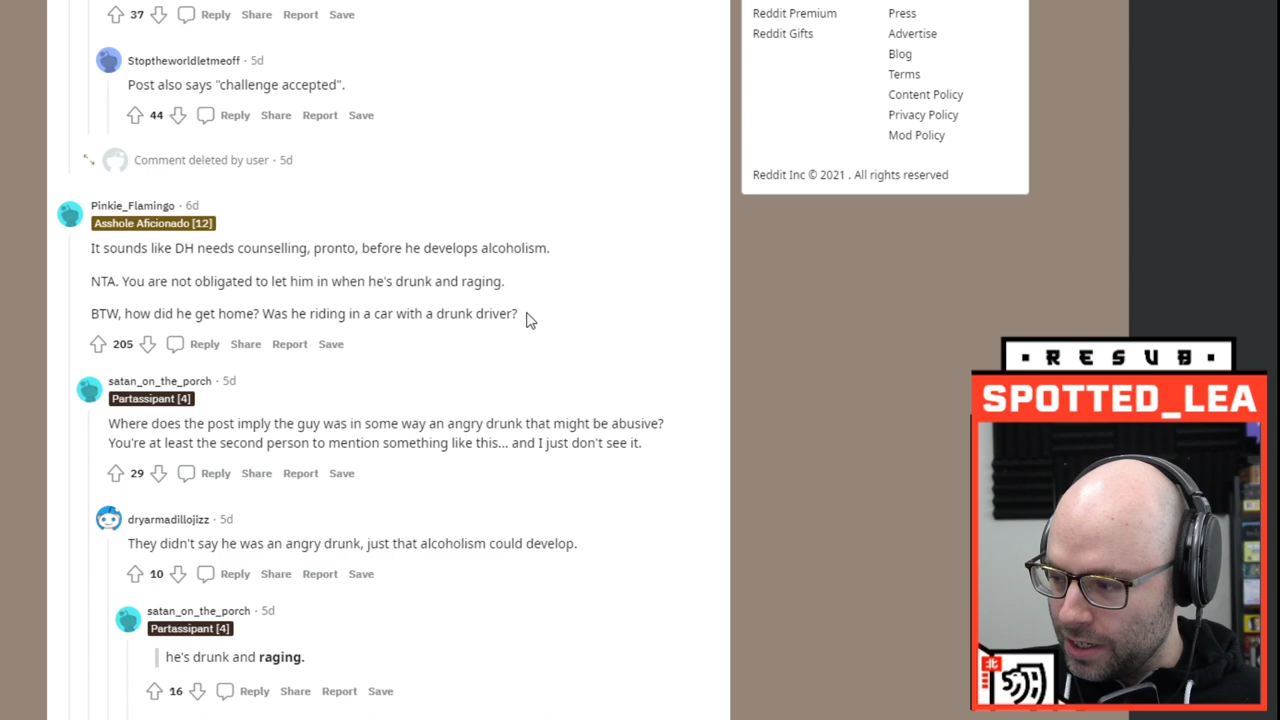 37 Reply Share Report Save
Stoptheworldletmeoff · 5d
Post also says "challenge accepted".
44 Reply Share Report Save
Comment deleted by user · 5d
Pinkie_Flamingo · 6d
Asshole Aficionado [12]
It sounds like DH needs counselling, pronto, before he develops alcoholism.
NTA. You are not obligated to let him in when he's drunk and raging.
BTW, how did he get home? Was he riding in a car with a drunk driver?
205 Reply Share Report Save
satan_on_the_porch · 5d
Partassipant [4]
Where does the post imply the guy was in some way an angry drunk that might be abusive?
You're at least the second person to mention something like this... and I just don't see it.
29 Reply Share Report Save
dryarmadillojizz · 5d
They didn't say he was an angry drunk, just that alcoholism could develop.
10 Reply Share Report Save
satan_on_the_porch · 5d
Partassipant [4]
he's drunk and raging.
16 Reply Share Report Save
Reddit Premium
Reddit Gifts
Press
Advertise
Blog
Terms
Content Policy
Privacy Policy
Mod Policy
Reddit Inc © 2021 . All rights reserved
· RESUB ·
SPOTTED_LEA
北